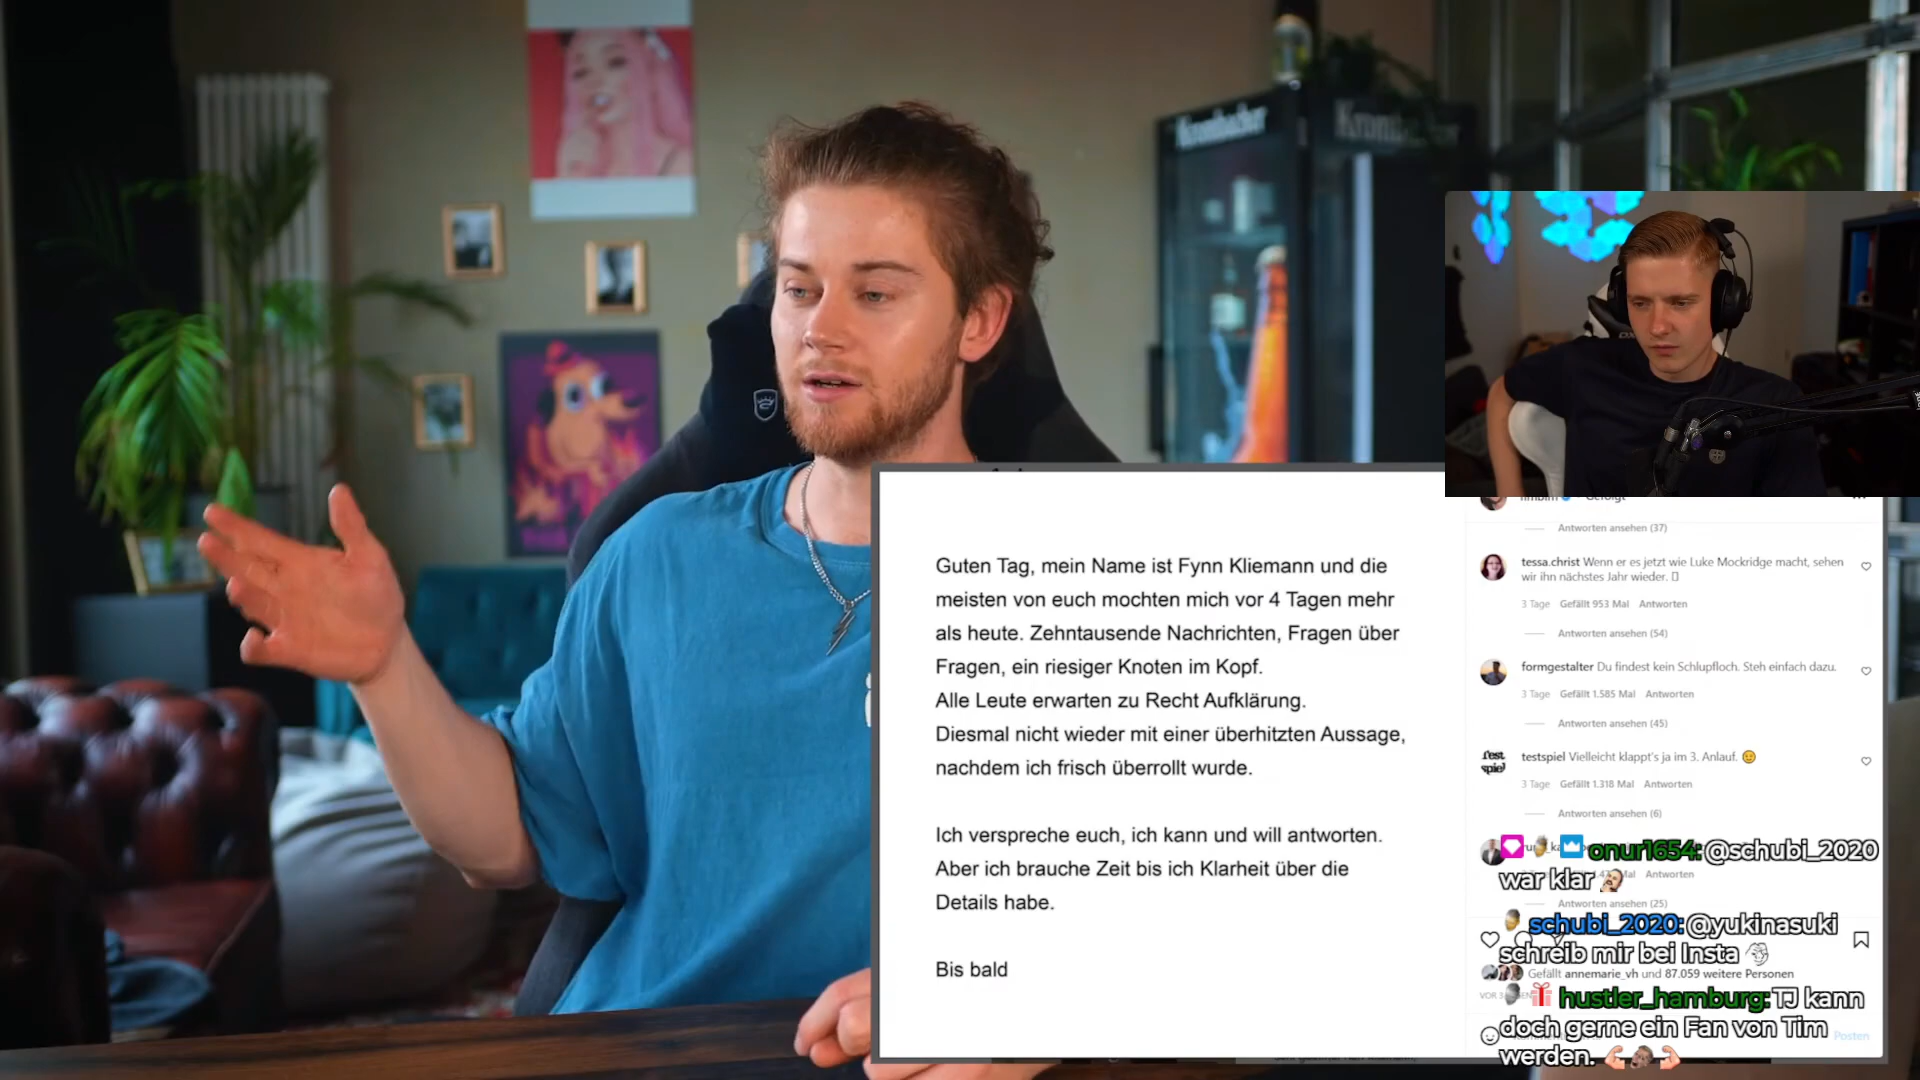 Krombacher
Guten Tag, mein Name ist Fynn Kliemann und die
meisten von euch mochten mich vor 4 Tagen mehr
als heute. Zehntausende Nachrichten, Fragen über
Fragen, ein riesiger Knoten im Kopf.
Alle Leute erwarten zu Recht Aufklärung.
Diesmal nicht wieder mit einer überhitzten Aussage,
nachdem ich frisch überrollt wurde.
Ich verspreche euch, ich kann und will antworten.
Aber ich brauche Zeit bis ich Klarheit über die
Details habe.
Bis bald
Gefolgt
Antworten ansehen (37)
tessa.christ Wenn er es jetzt wie Luke Mockridge macht, sehen
wir ihn nächstes Jahr wieder.
3 Tage Gefällt 953 Mal Antworten
Antworten ansehen (54)
formgestalter Du findest kein Schlupfloch. Steh einfach dazu.
3 Tage Gefällt 1.585 Mal Antworten
Antworten ansehen (45)
test
spiel
testspiel Vielleicht klappt's ja im 3. Anlauf. 😉
3 Tage Gefällt 1.318 Mal Antworten
Antworten ansehen (6)
onur1654: @schubi_2020
war klar
Antworten
Antworten ansehen (25)
schubi_2020: @yukinasuki
schreib mir bei Insta
Gefällt annemarie_vh und 87.059 weitere Personen
hustler_hamburg: TJ kann
doch gerne ein Fan von Tim
werden.
Posten